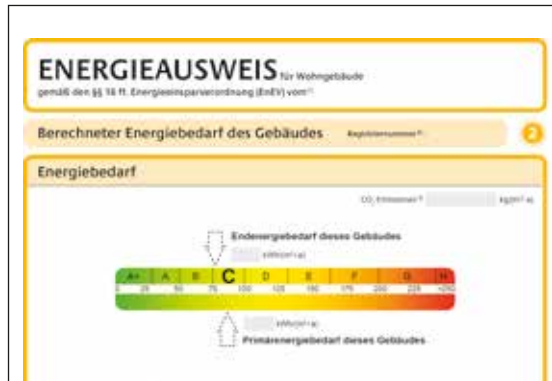 ENERGIEAUSWEIS für Wohngebäude
gemäß den §§ 16 ff. Energieeinsparverordnung (EnEV) vom
Berechneter Energiebedarf des Gebäudes Registriernummer 2
Energiebedarf
CO₂-Emissionen kg/(m²·a)
Endenergiebedarf dieses Gebäudes
kWh/(m²·a)
A+ A B C D E F G H
0 25 50 75 100 125 150 175 200 225 >250
kWh/(m²·a)
Primärenergiebedarf dieses Gebäudes